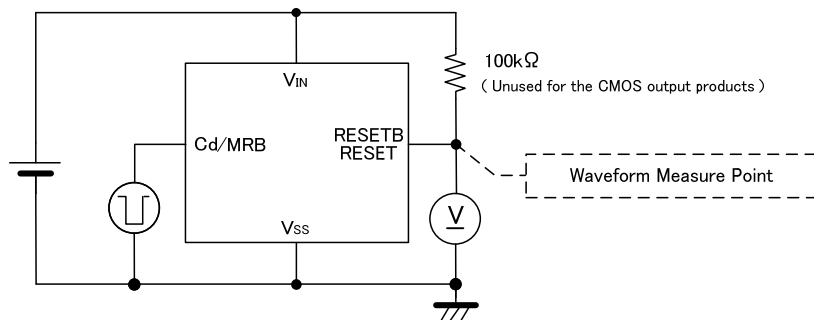 100kΩ
( Unused for the CMOS output products )
VIN
RESETB
RESET
Cd/MRB
Waveform Measure Point
V
VSS